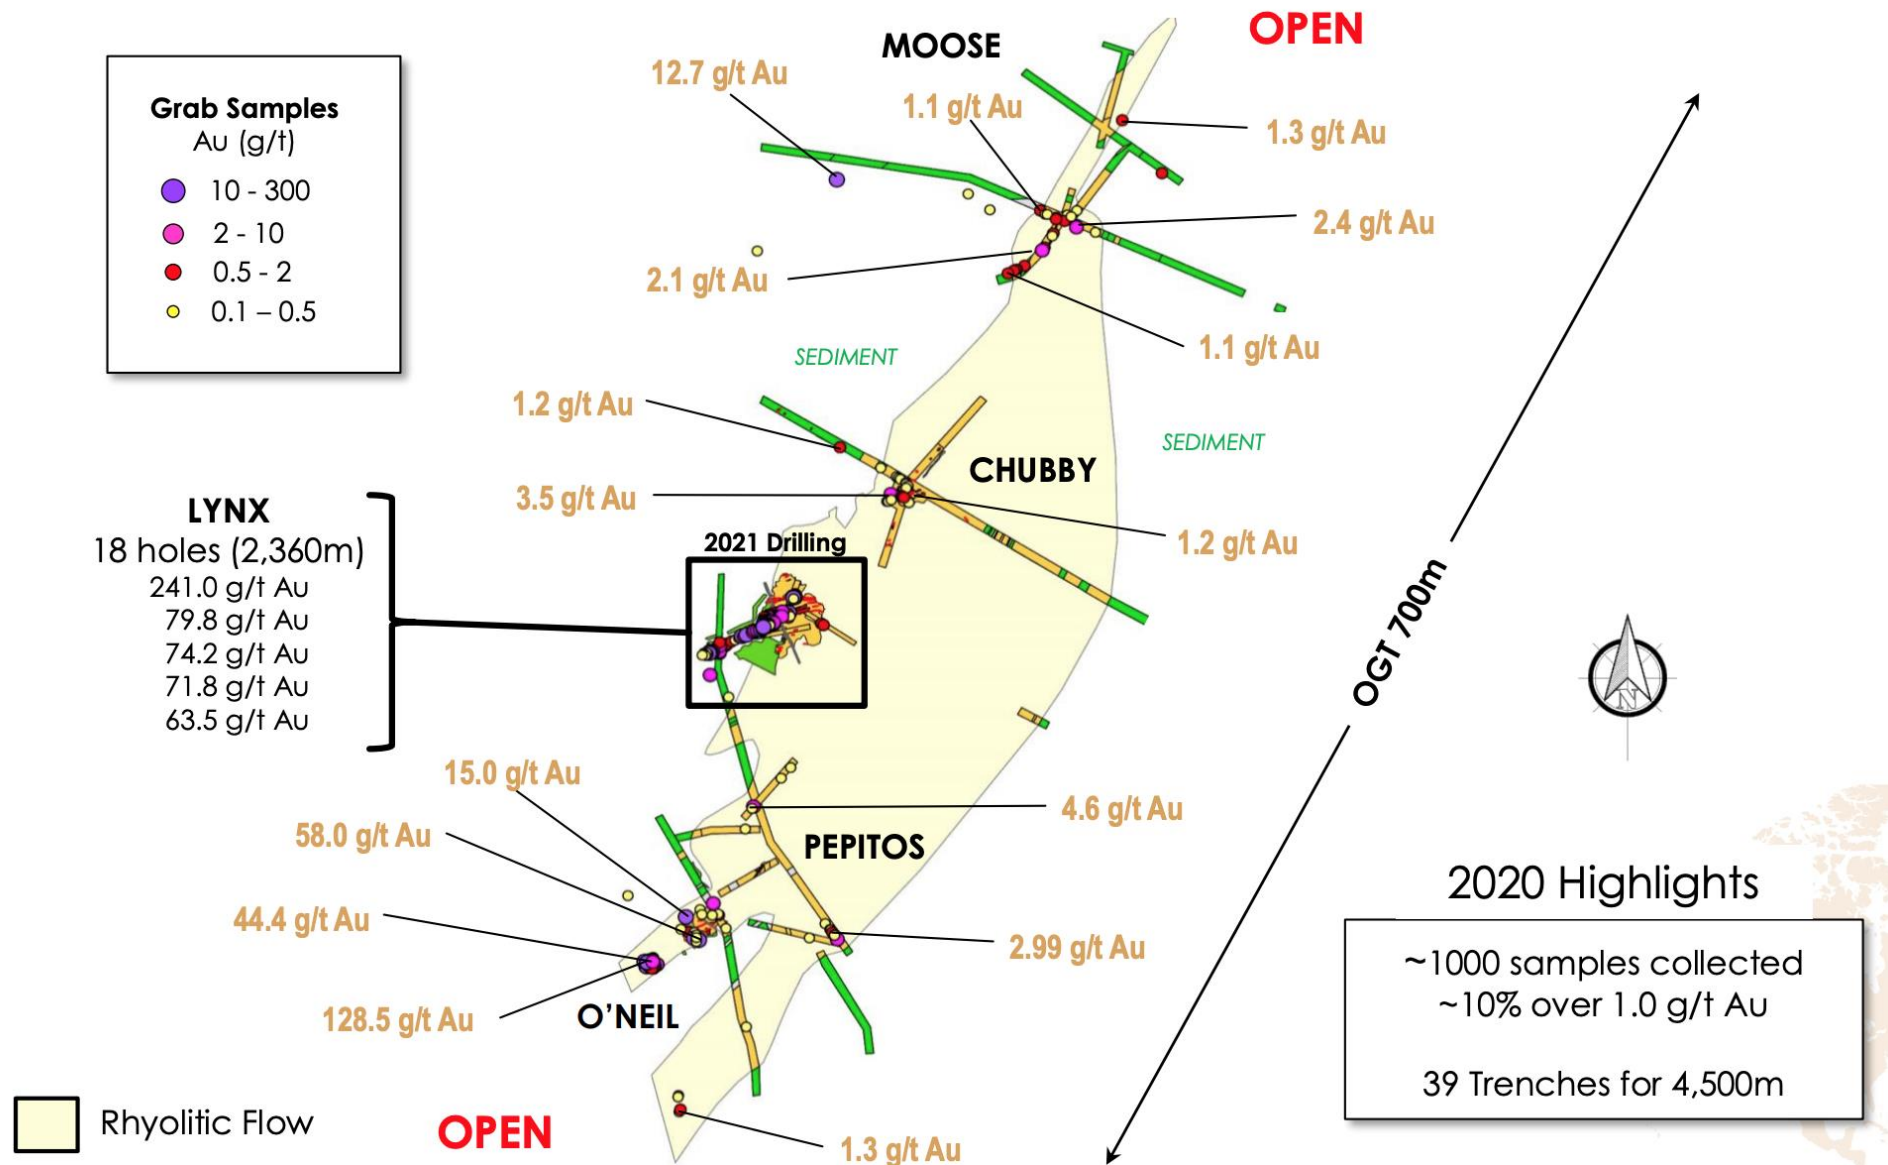 MOOSE
OPEN
12.7 g/t Au
1.1 g/t Au
1.3 g/t Au
Grab Samples
Au (g/t)
10 - 300
2 - 10
0.5 - 2
0.1 – 0.5
2.4 g/t Au
2.1 g/t Au
1.1 g/t Au
SEDIMENT
1.2 g/t Au
SEDIMENT
CHUBBY
3.5 g/t Au
1.2 g/t Au
2021 Drilling
LYNX
18 holes (2,360m)
241.0 g/t Au
79.8 g/t Au
74.2 g/t Au
71.8 g/t Au
63.5 g/t Au
OGT 700m
N
15.0 g/t Au
4.6 g/t Au
58.0 g/t Au
PEPITOS
44.4 g/t Au
2.99 g/t Au
128.5 g/t Au
O'NEIL
2020 Highlights
~1000 samples collected
~10% over 1.0 g/t Au
39 Trenches for 4,500m
Rhyolitic Flow
OPEN
1.3 g/t Au